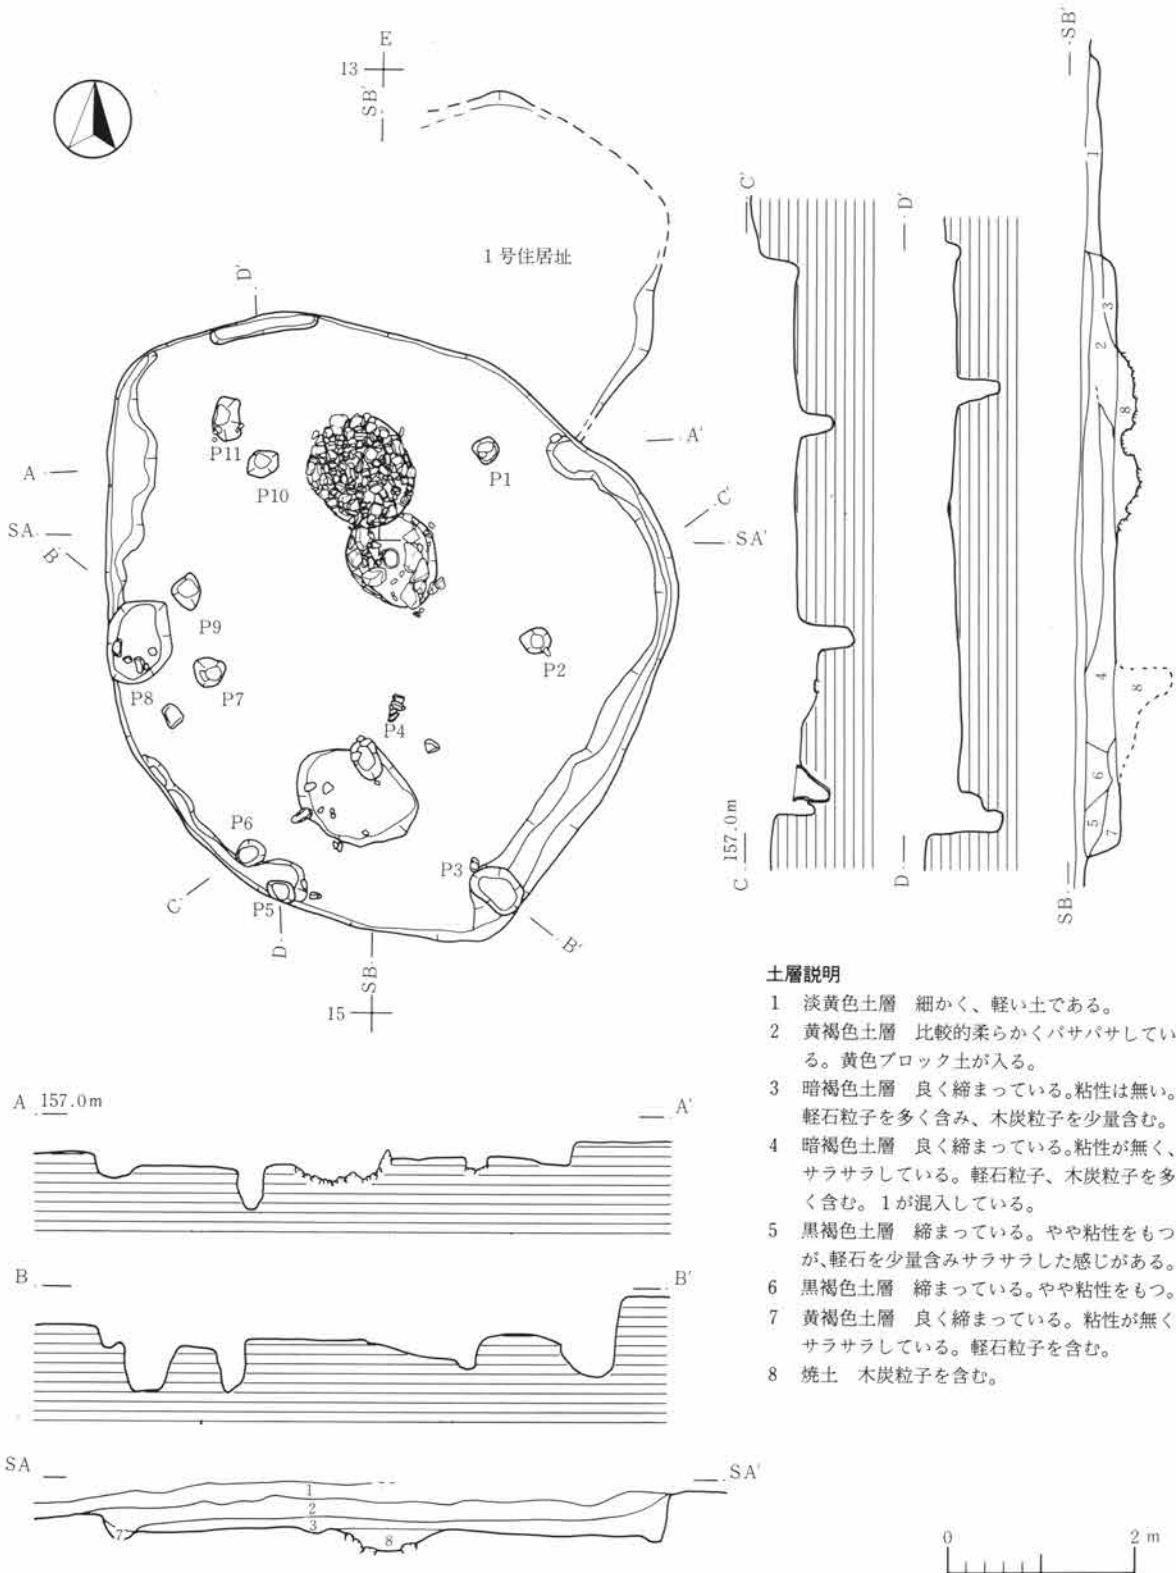 E
13
SB'
SB'
C'
D'
1
1号住居址
D'
3
2
A'
P11
P1
A
P10
8
C'
SA
SA'
B
P9
P2
P8
P7
4
8
P4
6
P6
5
7
P3
157.0m
C
P5
C
D
D
B'
SB
SB
15
土層説明
1 淡黄色土層 細かく、軽い土である。
2 黄褐色土層 比較的柔らかくバサバサしてい
る。黄色ブロック土が入る。
3 暗褐色土層 良く締まっている。粘性は無い。
軽石粒子を多く含み、木炭粒子を少量含む。
4 暗褐色土層 良く締まっている。粘性が無く、
サラサラしている。軽石粒子、木炭粒子を多
く含む。1が混入している。
5 黒褐色土層 締まっている。やや粘性をもつ
が、軽石を少量含みサラサラした感じがある。
6 黒褐色土層 締まっている。やや粘性をもつ。
7 黄褐色土層 良く締まっている。粘性が無く
サラサラしている。軽石粒子を含む。
8 焼土 木炭粒子を含む。
A 157.0m
A'
B
B'
SA
SA'
1
2
3
7
8
0 2 m